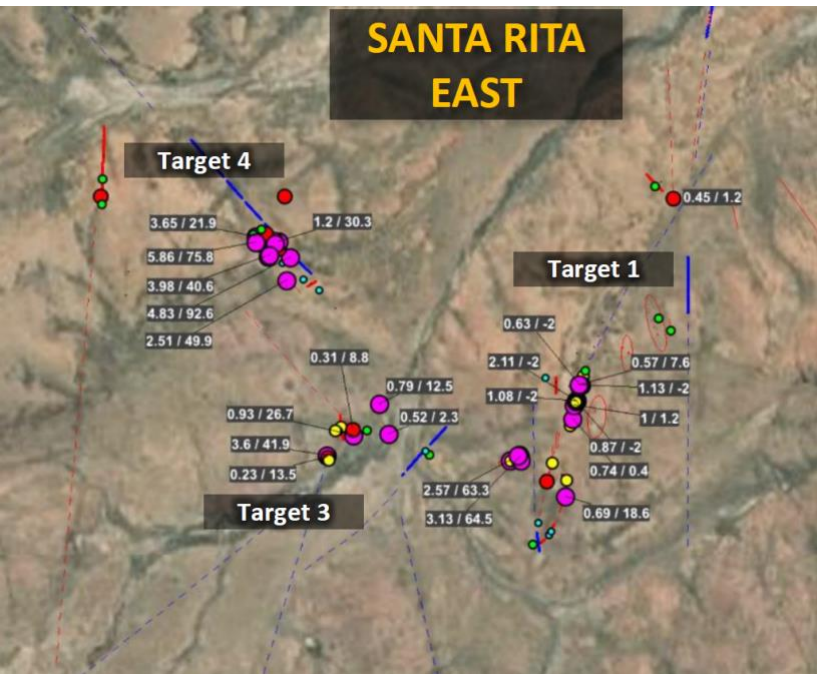 SANTA RITA
EAST
Target 4
0.45 / 1.2
3.65 / 21.9
1.2 / 30.3
5.86 / 75.8
Target 1
3.98 / 40.6
4.83 / 92.6
2.51 / 49.9
0.63 / -2
0.31 / 8.8
2.11 / -2
0.57 / 7.6
0.79 / 12.5
1.13 / -2
1.08 / -2
0.93 / 26.7
0.52 / 2.3
1 / 1.2
3.6 / 41.9
0.87 / -2
0.23 / 13.5
0.74 / 0.4
2.57 / 63.3
Target 3
3.13 / 64.5
0.69 / 18.6